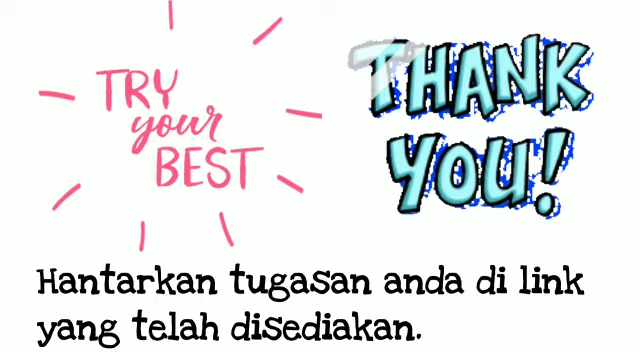 TRY
your
BEST
THANK
YOU!
Hantarkan tugasan anda di link
yang telah disediakan.